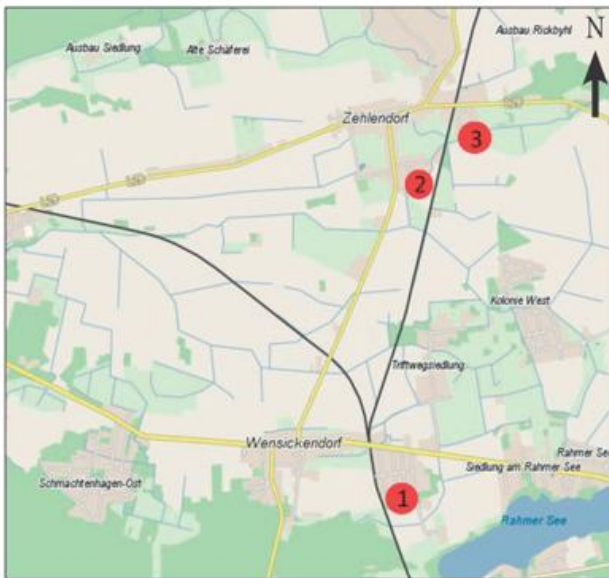 Ausbau Rickbyhl
N
Ausbau Siedlung
Alte Schäferei
Zehlendorf
3
2
Kolonie West
Triftwegsiedlung
Wensickendorf
Rahmer See
Siedlung am Rahmer See
Schmachtenhagen-Ost
1
Rahmer See